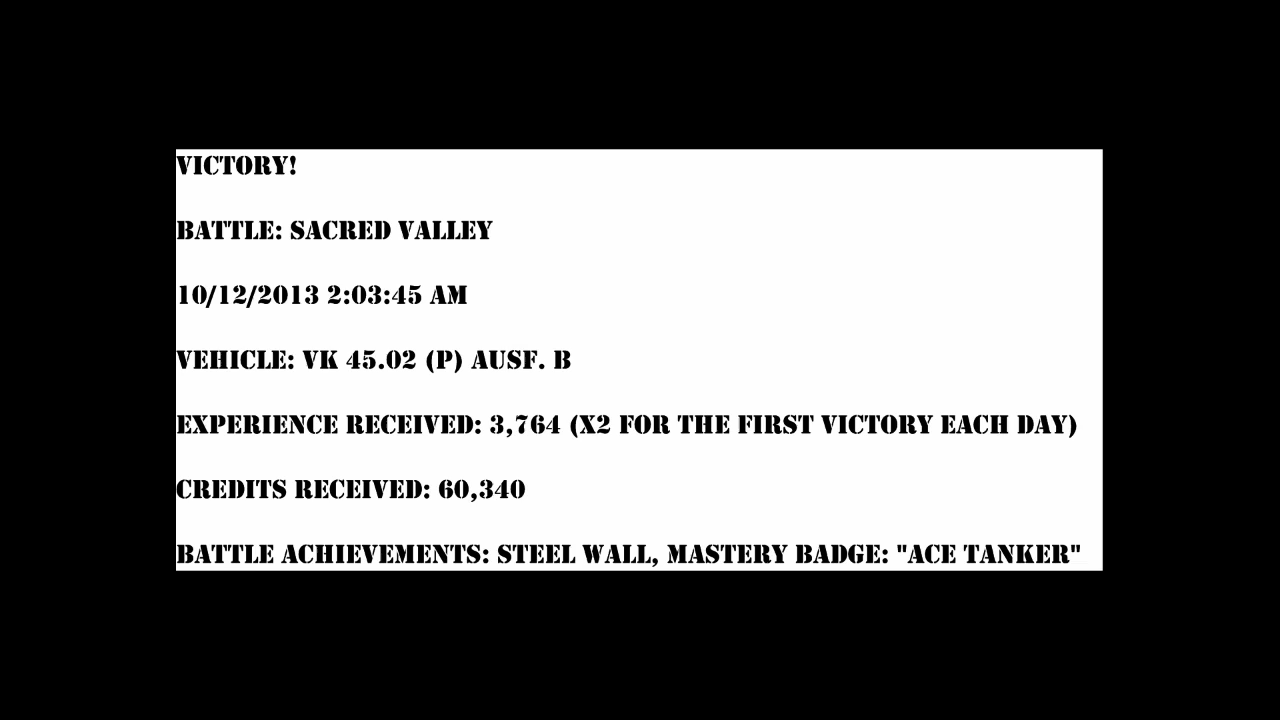 VICTORY!
BATTLE: SACRED VALLEY
10/12/2013 2:03:45 AM
VEHICLE: VK 45.02 (P) AUSF. B
EXPERIENCE RECEIVED: 3,764 (X2 FOR THE FIRST VICTORY EACH DAY)
CREDITS RECEIVED: 60,340
BATTLE ACHIEVEMENTS: STEEL WALL, MASTERY BADGE: "ACE TANKER"